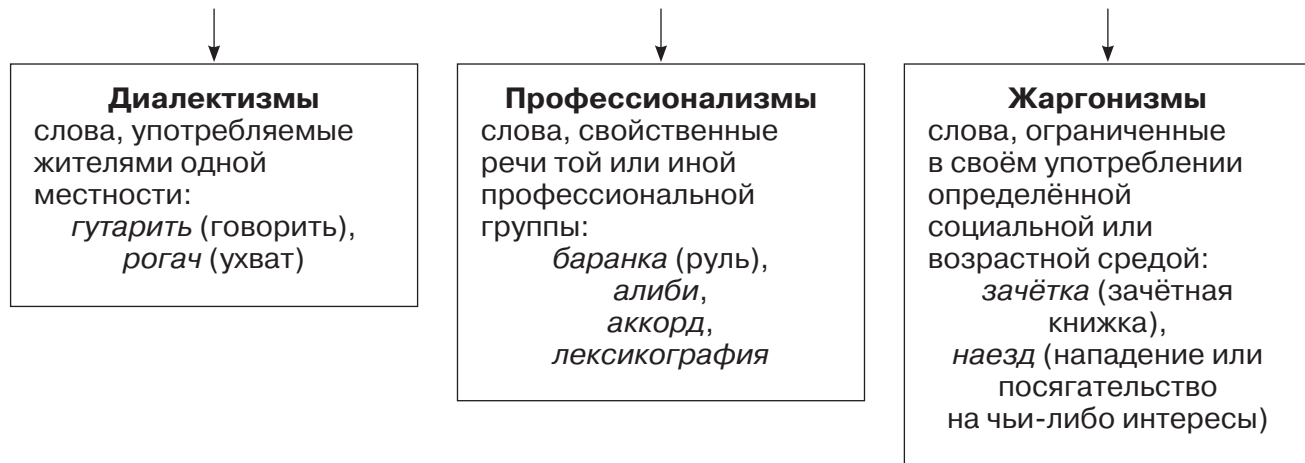 Диалектизмы
слова, употребляемые
жителями одной
местности:
гутарить (говорить),
рогач (ухват)
Профессионализмы
слова, свойственные
речи той или иной
профессиональной
группы:
баранка (руль),
алиби,
аккорд,
лексикография
Жаргонизмы
слова, ограниченные
в своём употреблении
определённой
социальной или
возрастной средой:
зачётка (зачётная
книжка),
наезд (нападение или
посягательство
на чьи-либо интересы)